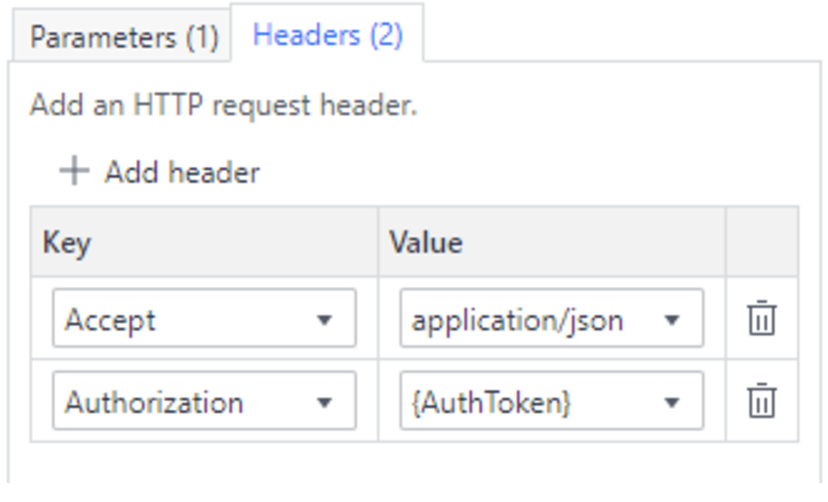 Parameters (1) Headers (2)
Add an HTTP request header.
Add header
Key Value
Accept application/json
Authorization {AuthToken}